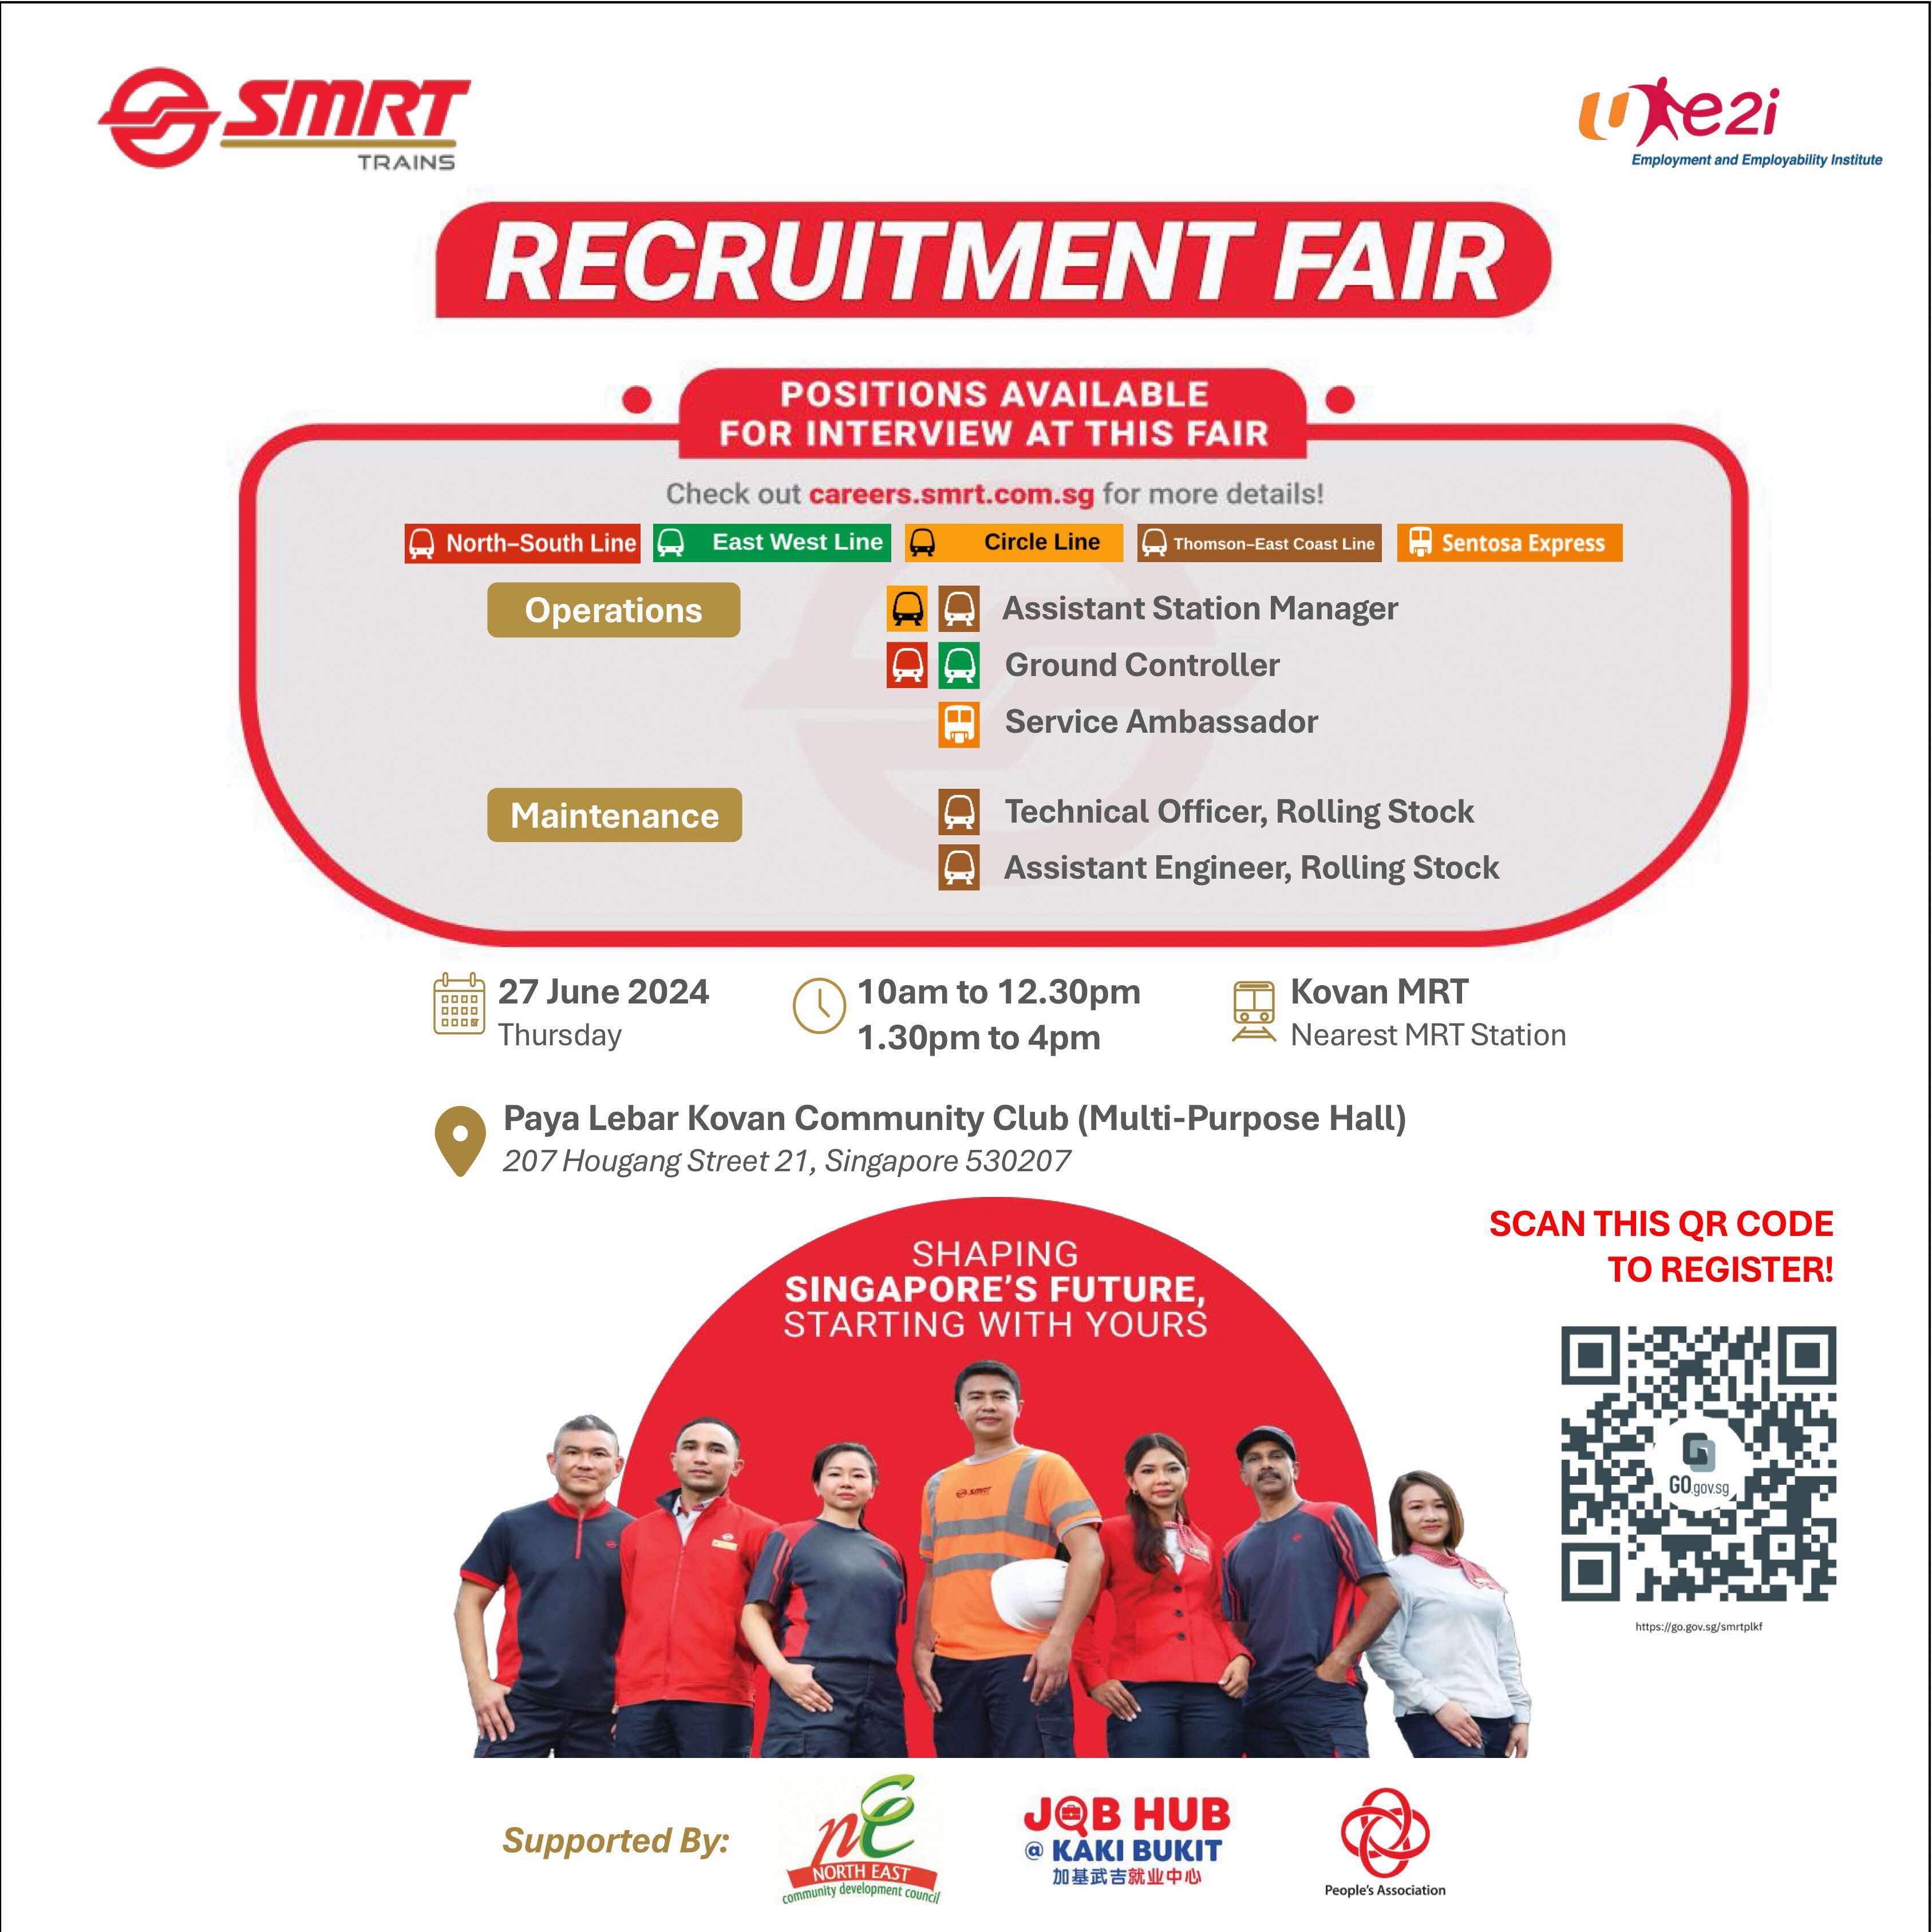 SMRT
TRAINS
U e2i
Employment and Employability Institute
RECRUITMENT FAIR
POSITIONS AVAILABLE
FOR INTERVIEW AT THIS FAIR
Check out careers.smrt.com.sg for more details!
North–South Line
East West Line
Circle Line
Thomson–East Coast Line
Sentosa Express
Operations
Assistant Station Manager
Ground Controller
Service Ambassador
Maintenance
Technical Officer, Rolling Stock
Assistant Engineer, Rolling Stock
27 June 2024
Thursday
10am to 12.30pm
1.30pm to 4pm
Kovan MRT
Nearest MRT Station
Paya Lebar Kovan Community Club (Multi-Purpose Hall)
207 Hougang Street 21, Singapore 530207
SCAN THIS QR CODE
TO REGISTER!
SHAPING
SINGAPORE'S FUTURE,
STARTING WITH YOURS
SMRT
GO.gov.sg
https://go.gov.sg/smrtplkf
Supported By:
ne
NORTH EAST
community development council
JOB HUB
@ KAKI BUKIT
加基武吉就业中心
People's Association